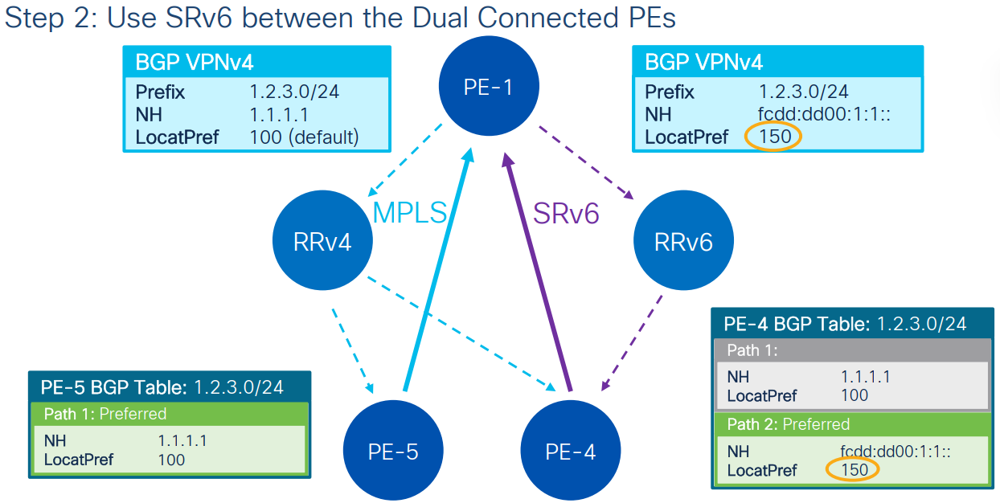 Step 2: Use SRv6 between the Dual Connected PEs
BGP VPNv4
Prefix 1.2.3.0/24
NH 1.1.1.1
LocatPref 100 (default)
PE-1
BGP VPNv4
Prefix 1.2.3.0/24
NH fcdd:dd00:1:1::
LocatPref 150
MPLS
SRv6
RRv4
RRv6
PE-5 BGP Table: 1.2.3.0/24
Path 1: Preferred
NH 1.1.1.1
LocatPref 100
PE-5
PE-4
PE-4 BGP Table: 1.2.3.0/24
Path 1:
NH 1.1.1.1
LocatPref 100
Path 2: Preferred
NH fcdd:dd00:1:1::
LocatPref 150